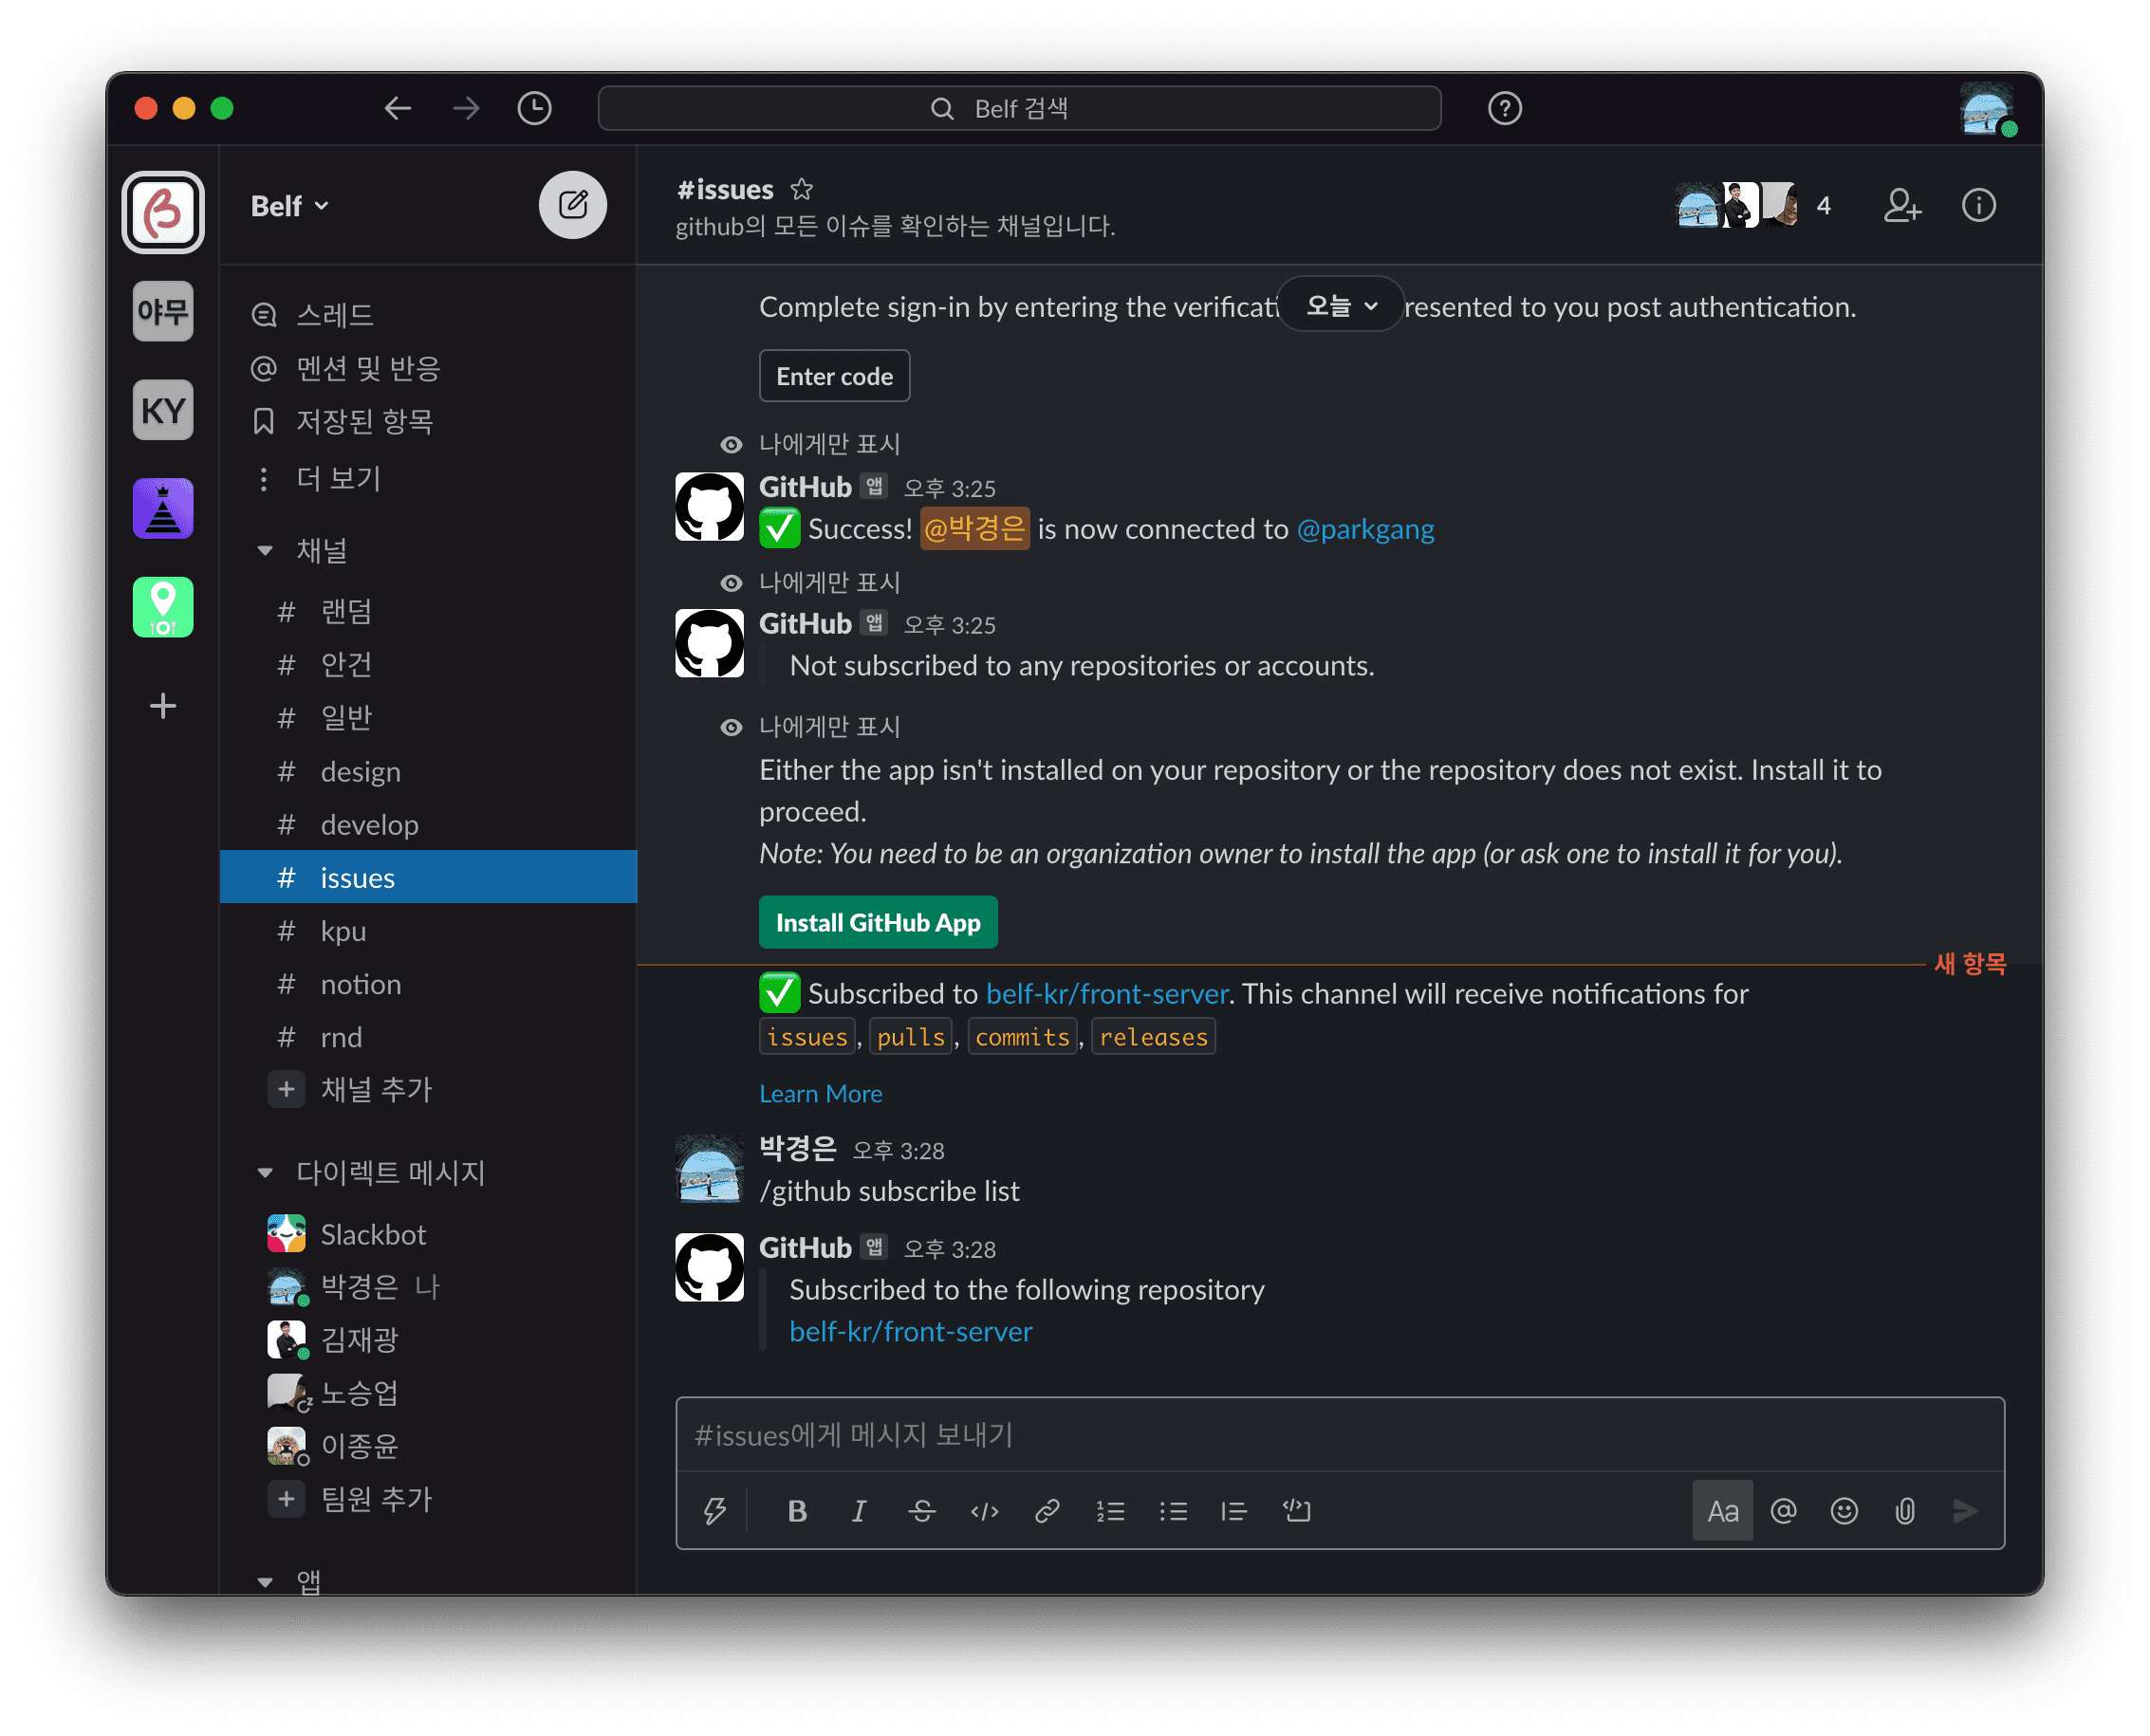 Belf 검색
야무
KY
Belf
스레드
멘션 및 반응
저장된 항목
더 보기
채널
# 랜덤
# 안건
# 일반
# design
# develop
# issues
# kpu
# notion
# rnd
+ 채널 추가
다이렉트 메시지
Slackbot
박경은 나
김재광
노승업
이종윤
+ 팀원 추가
앱
#issues
github의 모든 이슈를 확인하는 채널입니다.
4
오늘
Complete sign-in by entering the resented to you post authentication.
Enter code
나에게만 표시
GitHub 앱 오후 3:25
Success! @박경은 is now connected to @parkgang
나에게만 표시
GitHub 앱 오후 3:25
Not subscribed to any repositories or accounts.
나에게만 표시
Either the app isn't installed on your repository or the repository does not exist. Install it to
proceed.
Note: You need to be an organization owner to install the app (or ask one to install it for you).
Install GitHub App
새 항목
Subscribed to belf-kr/front-server. This channel will receive notifications for
issues, pulls, commits, releases
Learn More
박경은 오후 3:28
/github subscribe list
GitHub 앱 오후 3:28
Subscribed to the following repository
belf-kr/front-server
#issues에게 메시지 보내기
B I S </> Aa @